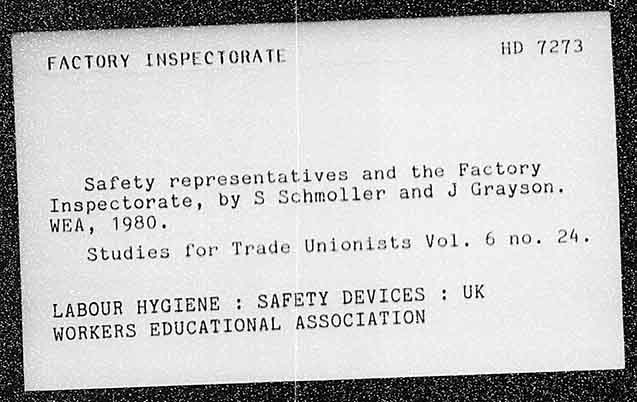 FACTORY INSPECTORATE
HD 7273
Safety representatives and the Factory
Inspectorate, by S Schmoller and J Grayson.
WEA, 1980.
Studies for Trade Unionists Vol. 6 no. 24.
LABOUR HYGIENE : SAFETY DEVICES : UK
WORKERS EDUCATIONAL ASSOCIATION